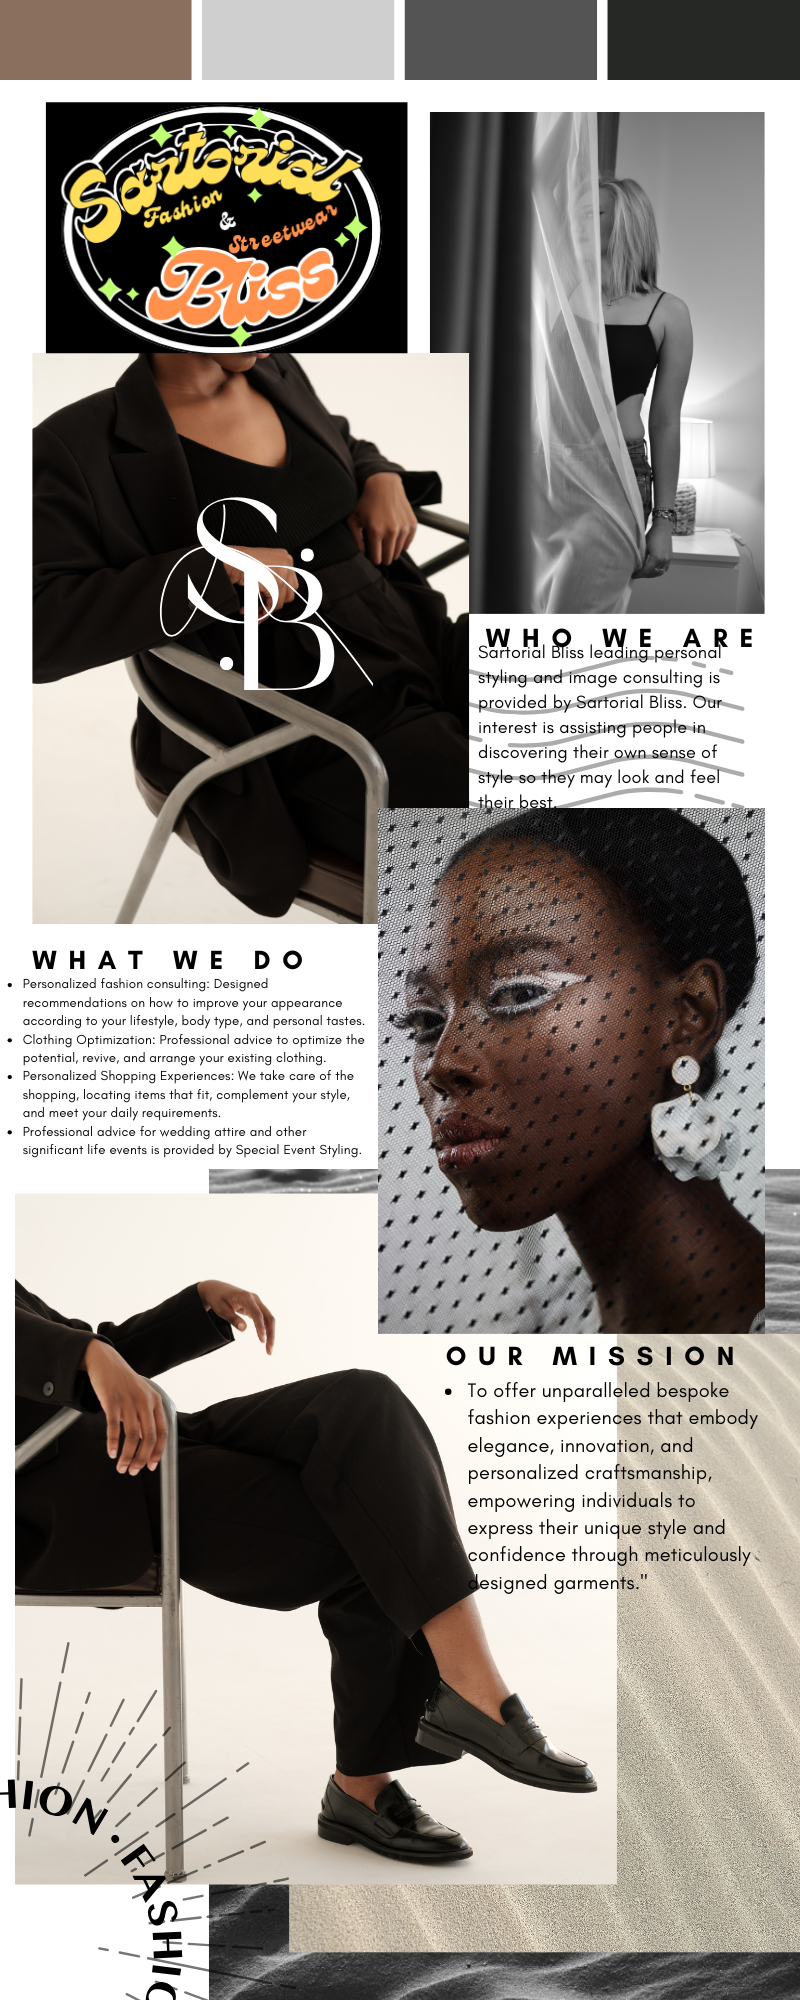 Sartorial
Fashion
&
Streetwear
Bliss
SB
WHO WE ARE
Sartorial Bliss leading personal
styling and image consulting is
provided by Sartorial Bliss. Our
interest is assisting people in
discovering their own sense of
style so they may look and feel
their best.
WHAT WE DO
• Personalized fashion consulting: Designed
recommendations on how to improve your appearance
according to your lifestyle, body type, and personal tastes.
• Clothing Optimization: Professional advice to optimize the
potential, revive, and arrange your existing clothing.
• Personalized Shopping Experiences: We take care of the
shopping, locating items that fit, complement your style,
and meet your daily requirements.
• Professional advice for wedding attire and other
significant life events is provided by Special Event Styling.
OUR MISSION
• To offer unparalleled bespoke
fashion experiences that embody
elegance, innovation, and
personalized craftsmanship,
empowering individuals to
express their unique style and
confidence through meticulously
designed garments."
HION · FASHIO